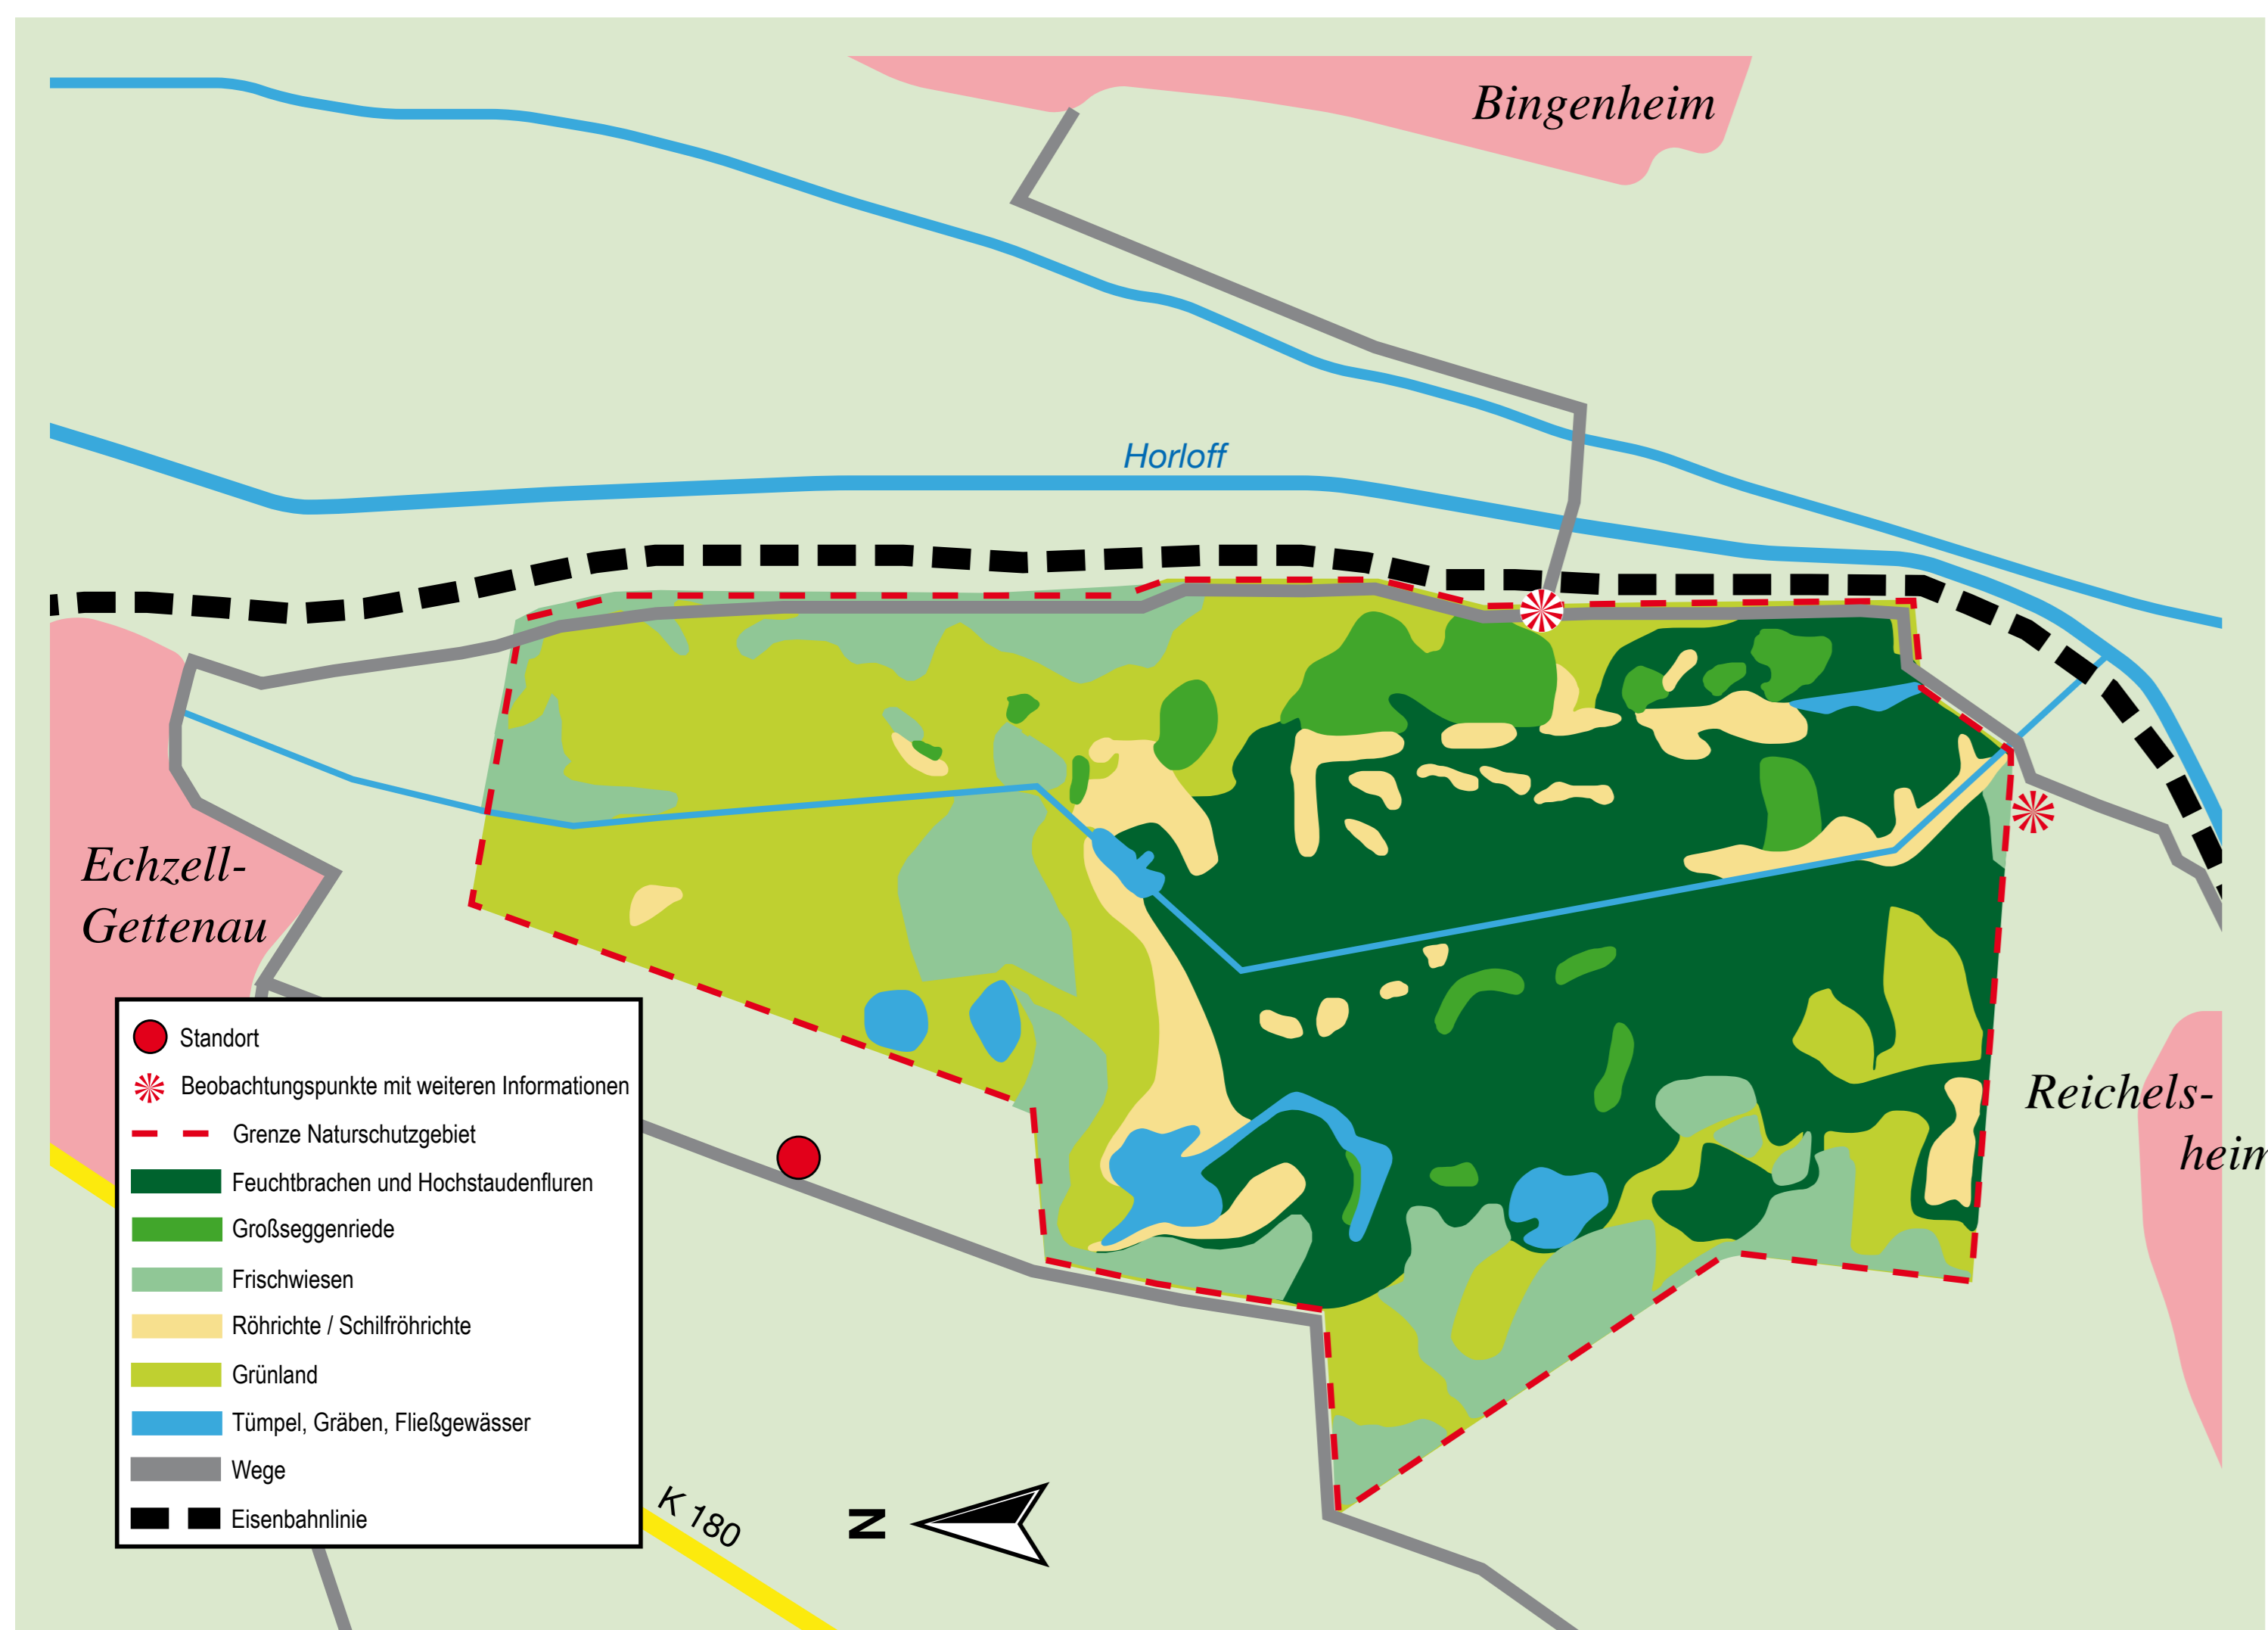 Bingenheim
Horloff
Echzell-
Gettenau
Reichels-
heim
Standort
Beobachtungspunkte mit weiteren Informationen
Grenze Naturschutzgebiet
Feuchtbrachen und Hochstaudenfluren
Großseggenriede
Frischwiesen
Röhrichte / Schilfröhrichte
Grünland
Tümpel, Gräben, Fließgewässer
Wege
Eisenbahnlinie
K 180
N